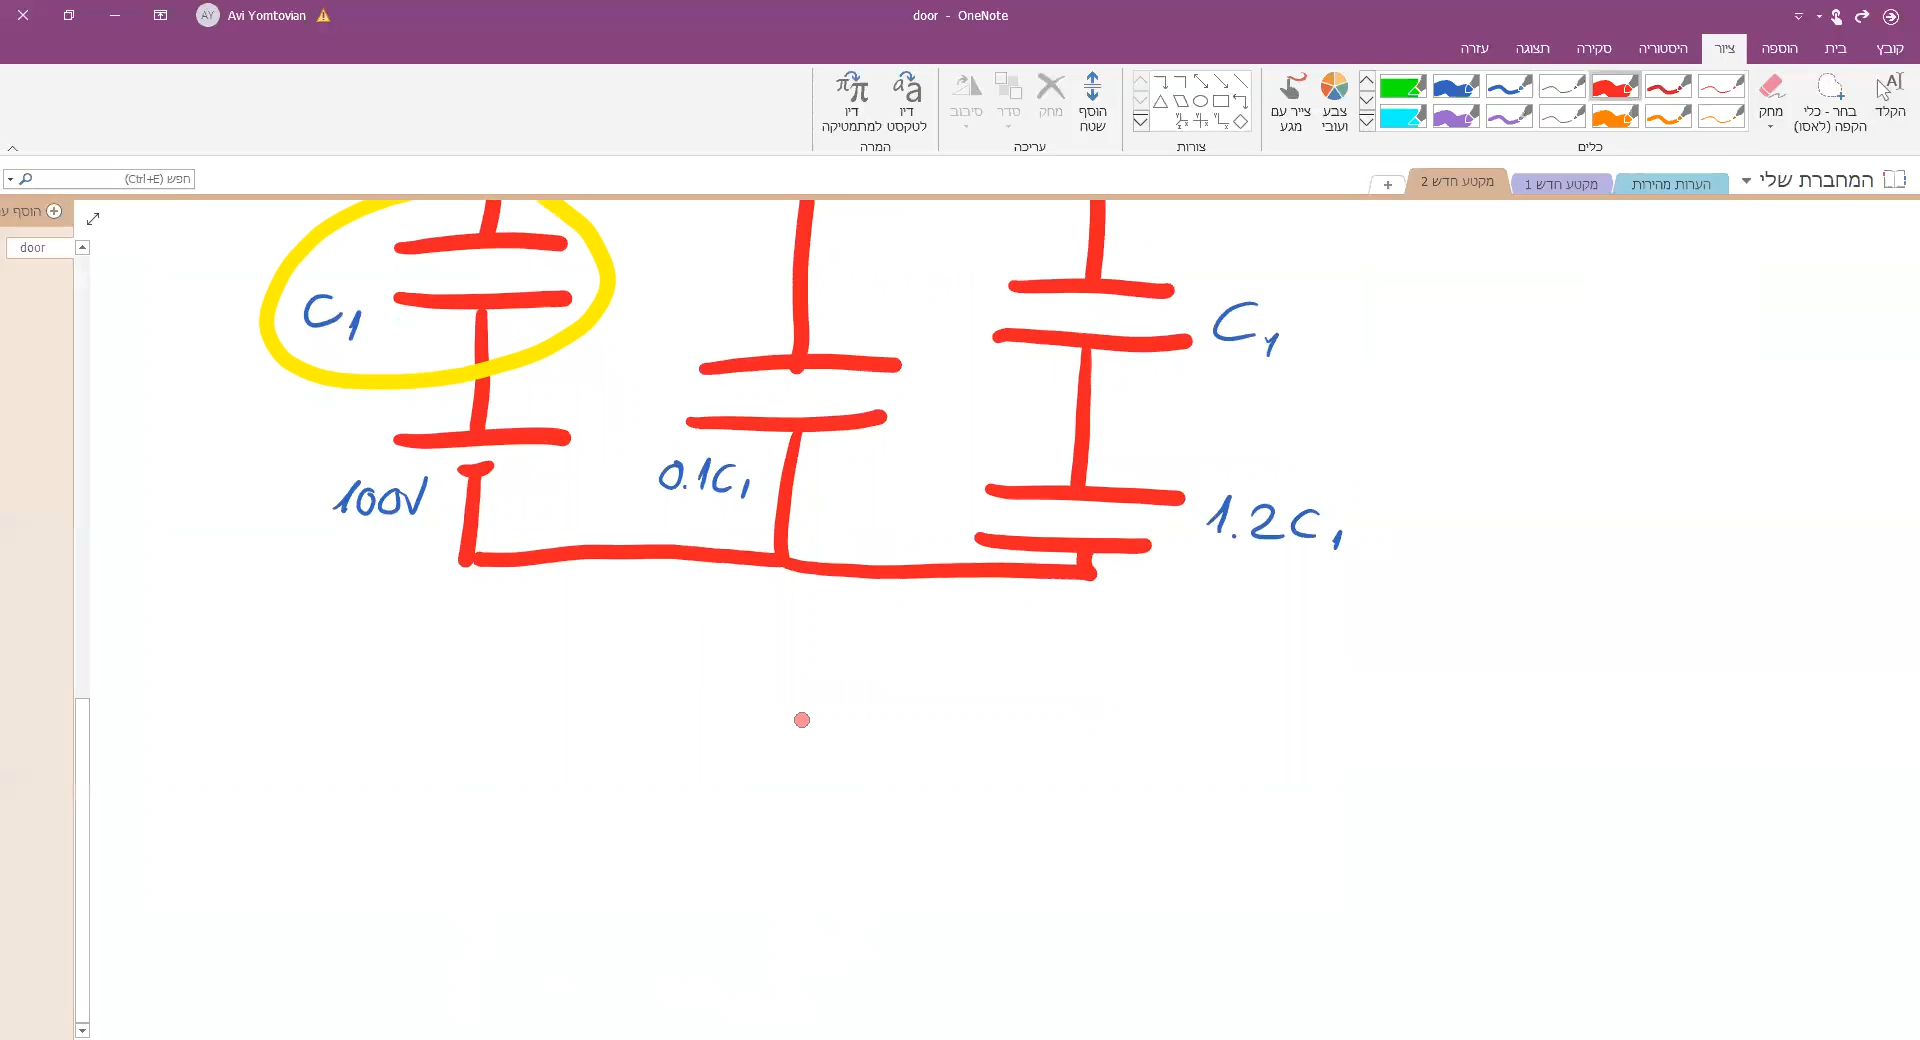 Avi Yomtovian
AY
door - OneNote
קובץ בית הוספה ציור היסטוריה סקירה תצוגה עזרה
הקלד
בחר - כלי הקפה (לאסו)
מחק
כלים
צבע ועובי
צייר עם מגע
צורות
הוסף שטח
מחק
סדר
סיבוב
עריכה
דיו לטקסט
דיו למתמטיקה
המרה
המחברת שלי
הערות מהירות
מקטע חדש 1
מקטע חדש 2
+
חפש (Ctrl+E)
הוסף
door
C1
C1
0.1C1
100V
1.2C1